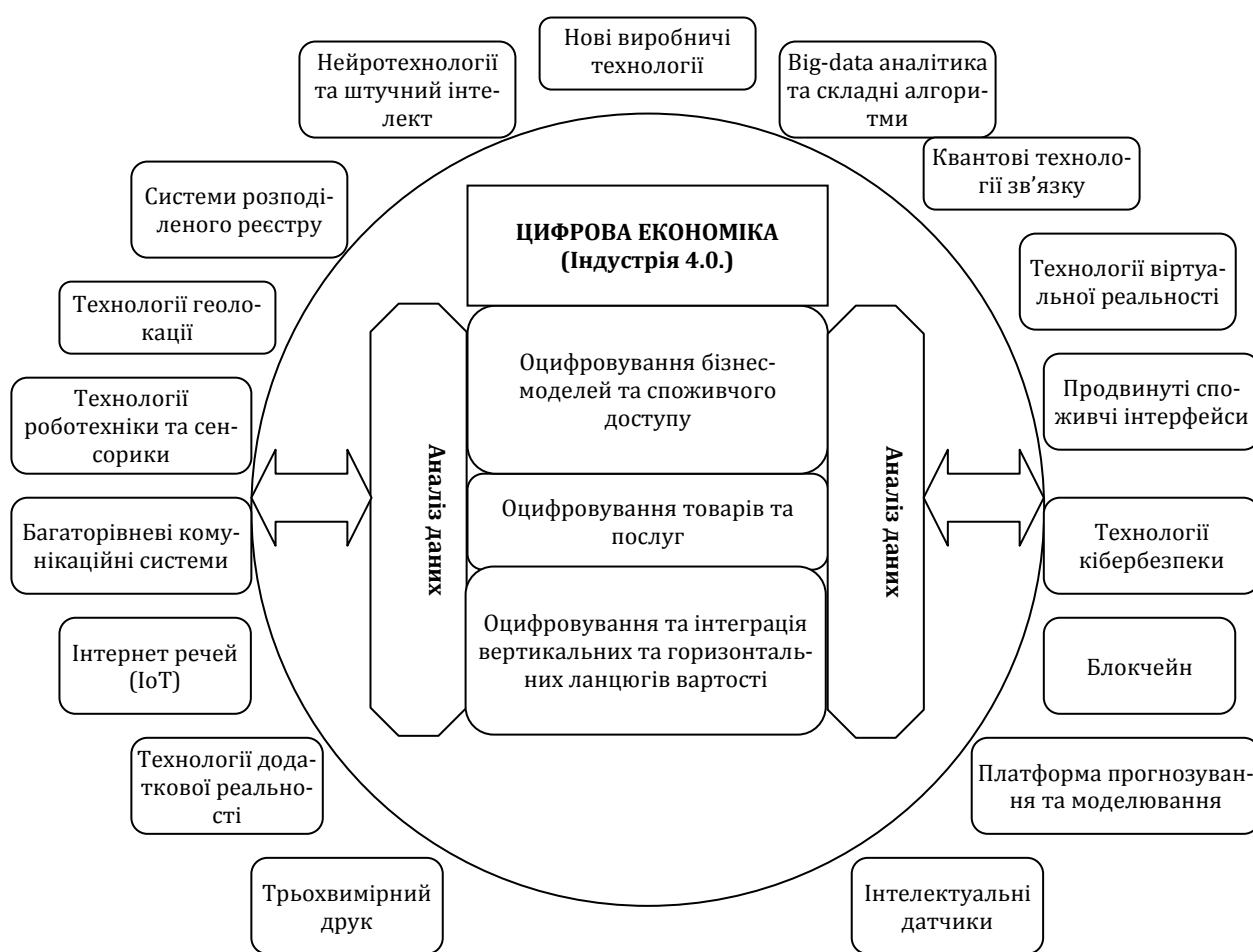 Нові виробничі
технології
Нейротехнології
та штучний інте-
лект
Big-data аналітика
та складні алгори-
тми
Квантові техноло-
гії зв’язку
Системи розподі-
леного реєстру
ЦИФРОВА ЕКОНОМІКА
(Індустрія 4.0.)
Технології віртуа-
льної реальності
Технології геоло-
кації
Оцифровування бізнес-
моделей та споживчого
доступу
Продвинуті спо-
живчі інтерфейси
Технології
роботехніки та сен-
сорики
Аналіз даних
Аналіз даних
Оцифровування товарів та
послуг
Багаторівневі кому-
нікаційні системи
Технології
кібербезпеки
Оцифровування та інтеграція
вертикальних та горизонталь-
них ланцюгів вартості
Інтернет речей
(IoT)
Блокчейн
Технології дода-
ткової реально-
сті
Платформа прогнозуван-
ня та моделювання
Трьохвимірний
друк
Інтелектуальні
датчики